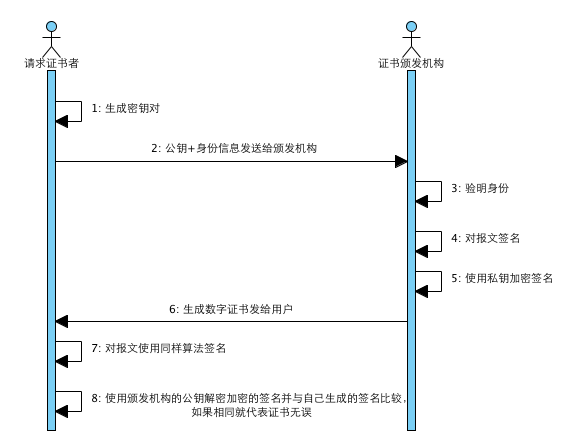 请求证书者
证书颁发机构
1: 生成密钥对
2: 公钥+身份信息发送给颁发机构
3: 验明身份
4: 对报文签名
5: 使用私钥加密签名
6: 生成数字证书发给用户
7: 对报文使用同样算法签名
8: 使用颁发机构的公钥解密加密的签名并与自己生成的签名比较，
如果相同就代表证书无误